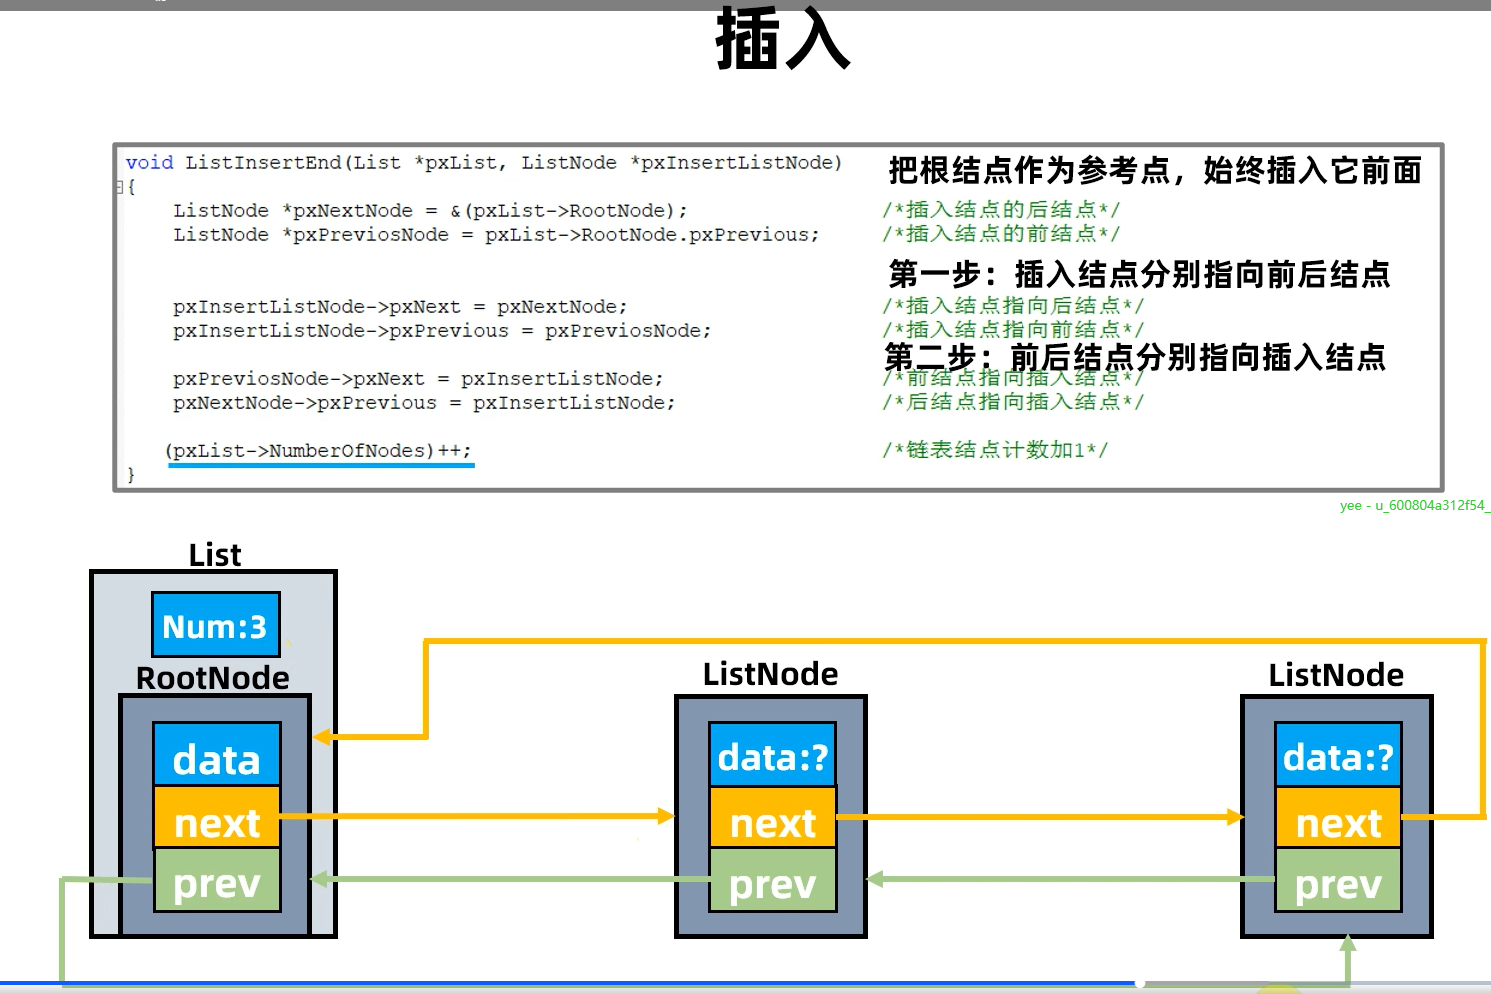 插入
void ListInsertEnd(List *pxList, ListNode *pxInsertListNode)
把根结点作为参考点，始终插入它前面
{
ListNode *pxNextNode = &(pxList->RootNode); /*插入结点的后结点*/
ListNode *pxPreviosNode = pxList->RootNode.pxPrevious; /*插入结点的前结点*/
第一步：插入结点分别指向前后结点
pxInsertListNode->pxNext = pxNextNode; /*插入结点指向后结点*/
pxInsertListNode->pxPrevious = pxPreviosNode; /*插入结点指向前结点*/
第二步：前后结点分别指向插入结点
pxPreviosNode->pxNext = pxInsertListNode; /*前结点指向插入结点*/
pxNextNode->pxPrevious = pxInsertListNode; /*后结点指向插入结点*/
(pxList->NumberOfNodes)++; /*链表结点计数加1*/
}
yee - u_600804a312f54_
List
Num:3
RootNode
data
next
prev
ListNode
data:?
next
prev
ListNode
data:?
next
prev